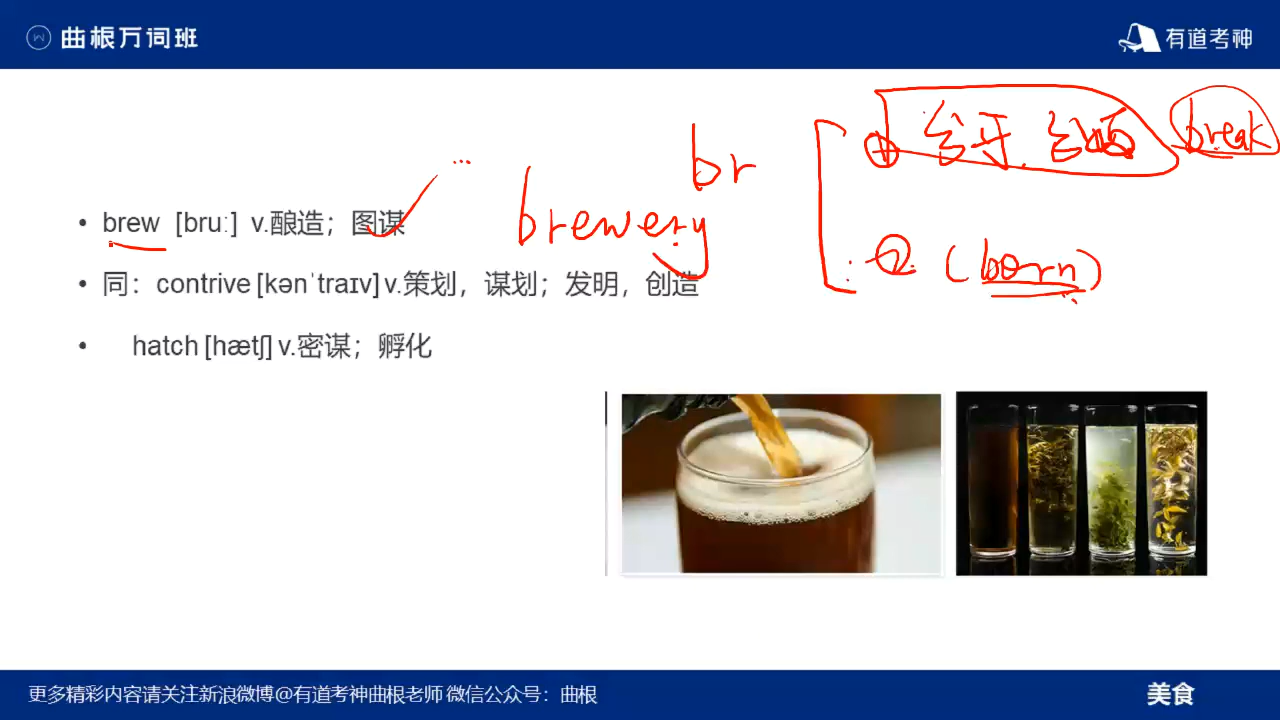 曲根万词班
有道考神
① 分开.分岔 break
br
brewery
② (born)
• brew [bruː] v.酿造；图谋
• 同：contrive [kənˈtraɪv] v.策划，谋划；发明，创造
• hatch [hætʃ] v.密谋；孵化
更多精彩内容请关注新浪微博@有道考神曲根老师 微信公众号：曲根
美食